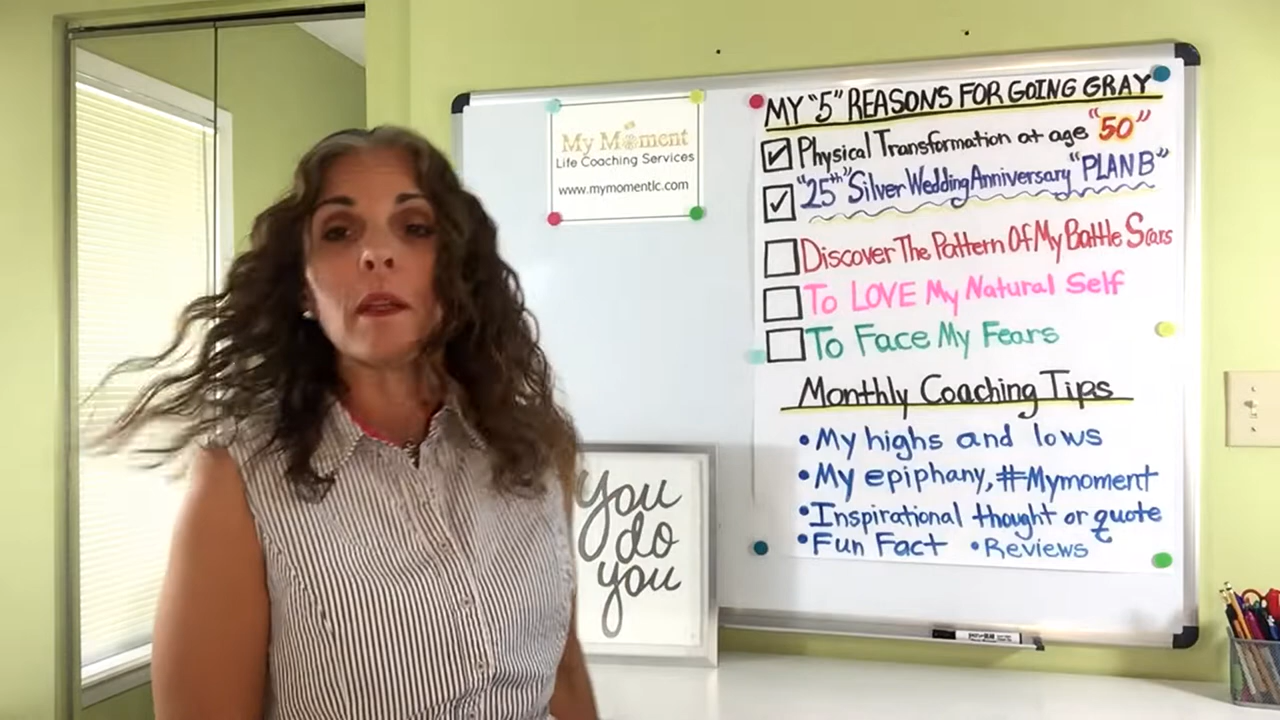 My Moment
Life Coaching Services
www.mymomentlc.com
MY "5" REASONS FOR GOING GRAY
Physical Transformation at age "50"
"25th" Silver Wedding Anniversary "PLAN B"
Discover The Pattern Of My Battle Scars
To LOVE My Natural Self
To Face My Fears
Monthly Coaching Tips
• My highs and lows
• My epiphany, #Mymoment
• Inspirational thought or quote
• Fun Fact • Reviews
you
do
you